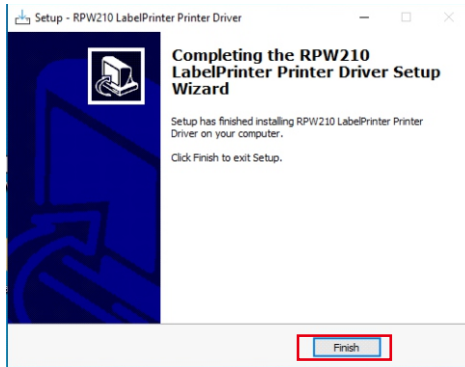 Setup - RPW210 LabelPrinter Printer Driver
Completing the RPW210
LabelPrinter Printer Driver Setup
Wizard
Setup has finished installing RPW210 LabelPrinter Printer
Driver on your computer.
Click Finish to exit Setup.
Finish